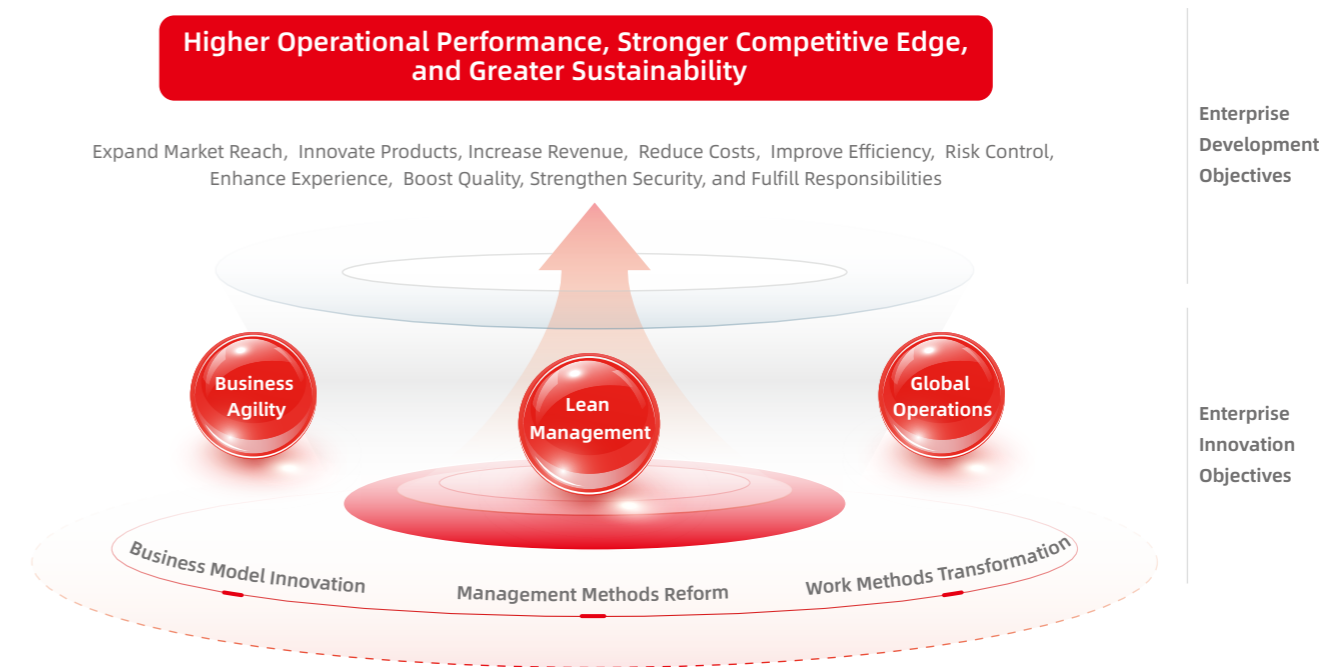 Higher Operational Performance, Stronger Competitive Edge,
and Greater Sustainability
Expand Market Reach, Innovate Products, Increase Revenue, Reduce Costs, Improve Efficiency, Risk Control,
Enhance Experience, Boost Quality, Strengthen Security, and Fulfill Responsibilities
Enterprise
Development
Objectives
Business
Agility
Lean
Management
Global
Operations
Enterprise
Innovation
Objectives
Business Model Innovation
Management Methods Reform
Work Methods Transformation